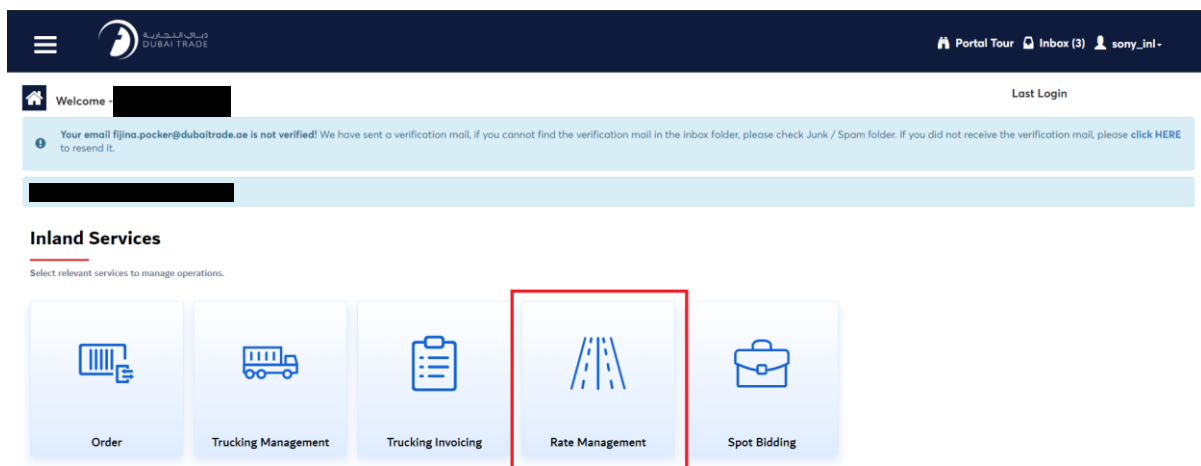 دبي التجارية
DUBAI TRADE
Portal Tour Inbox (3) sony_inl
Welcome -
Last Login
Your email fijina.pocker@dubaitrade.ae is not verified! We have sent a verification mail, if you cannot find the verification mail in the inbox folder, please check Junk / Spam folder. If you did not receive the verification mail, please click HERE
to resend it.
Inland Services
Select relevant services to manage operations.
Order Trucking Management Trucking Invoicing Rate Management Spot Bidding